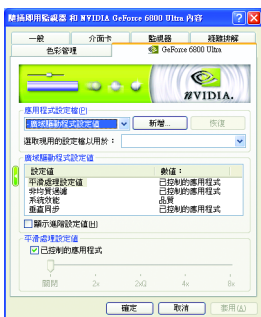 隨插即用監視器 和 NVIDIA GeForce 6800 Ultra 內容
一般 介面卡 監視器 疑難排解
色彩管理 GeForce 6800 Ultra
NVIDIA.
應用程式設定檔(P)
廣域驅動程式設定值 新增... 恢復
選取現用的設定檔以用於：
廣域驅動程式設定值
設定值 數值：
平滑處理設定值 已控制的應用程式
非均質過濾 已控制的應用程式
系統效能 品質
垂直同步 已控制的應用程式
顯示進階設定值(H)
平滑處理設定值
已控制的應用程式
關閉 2x 2xQ 4x 8x
確定 取消 套用(A)